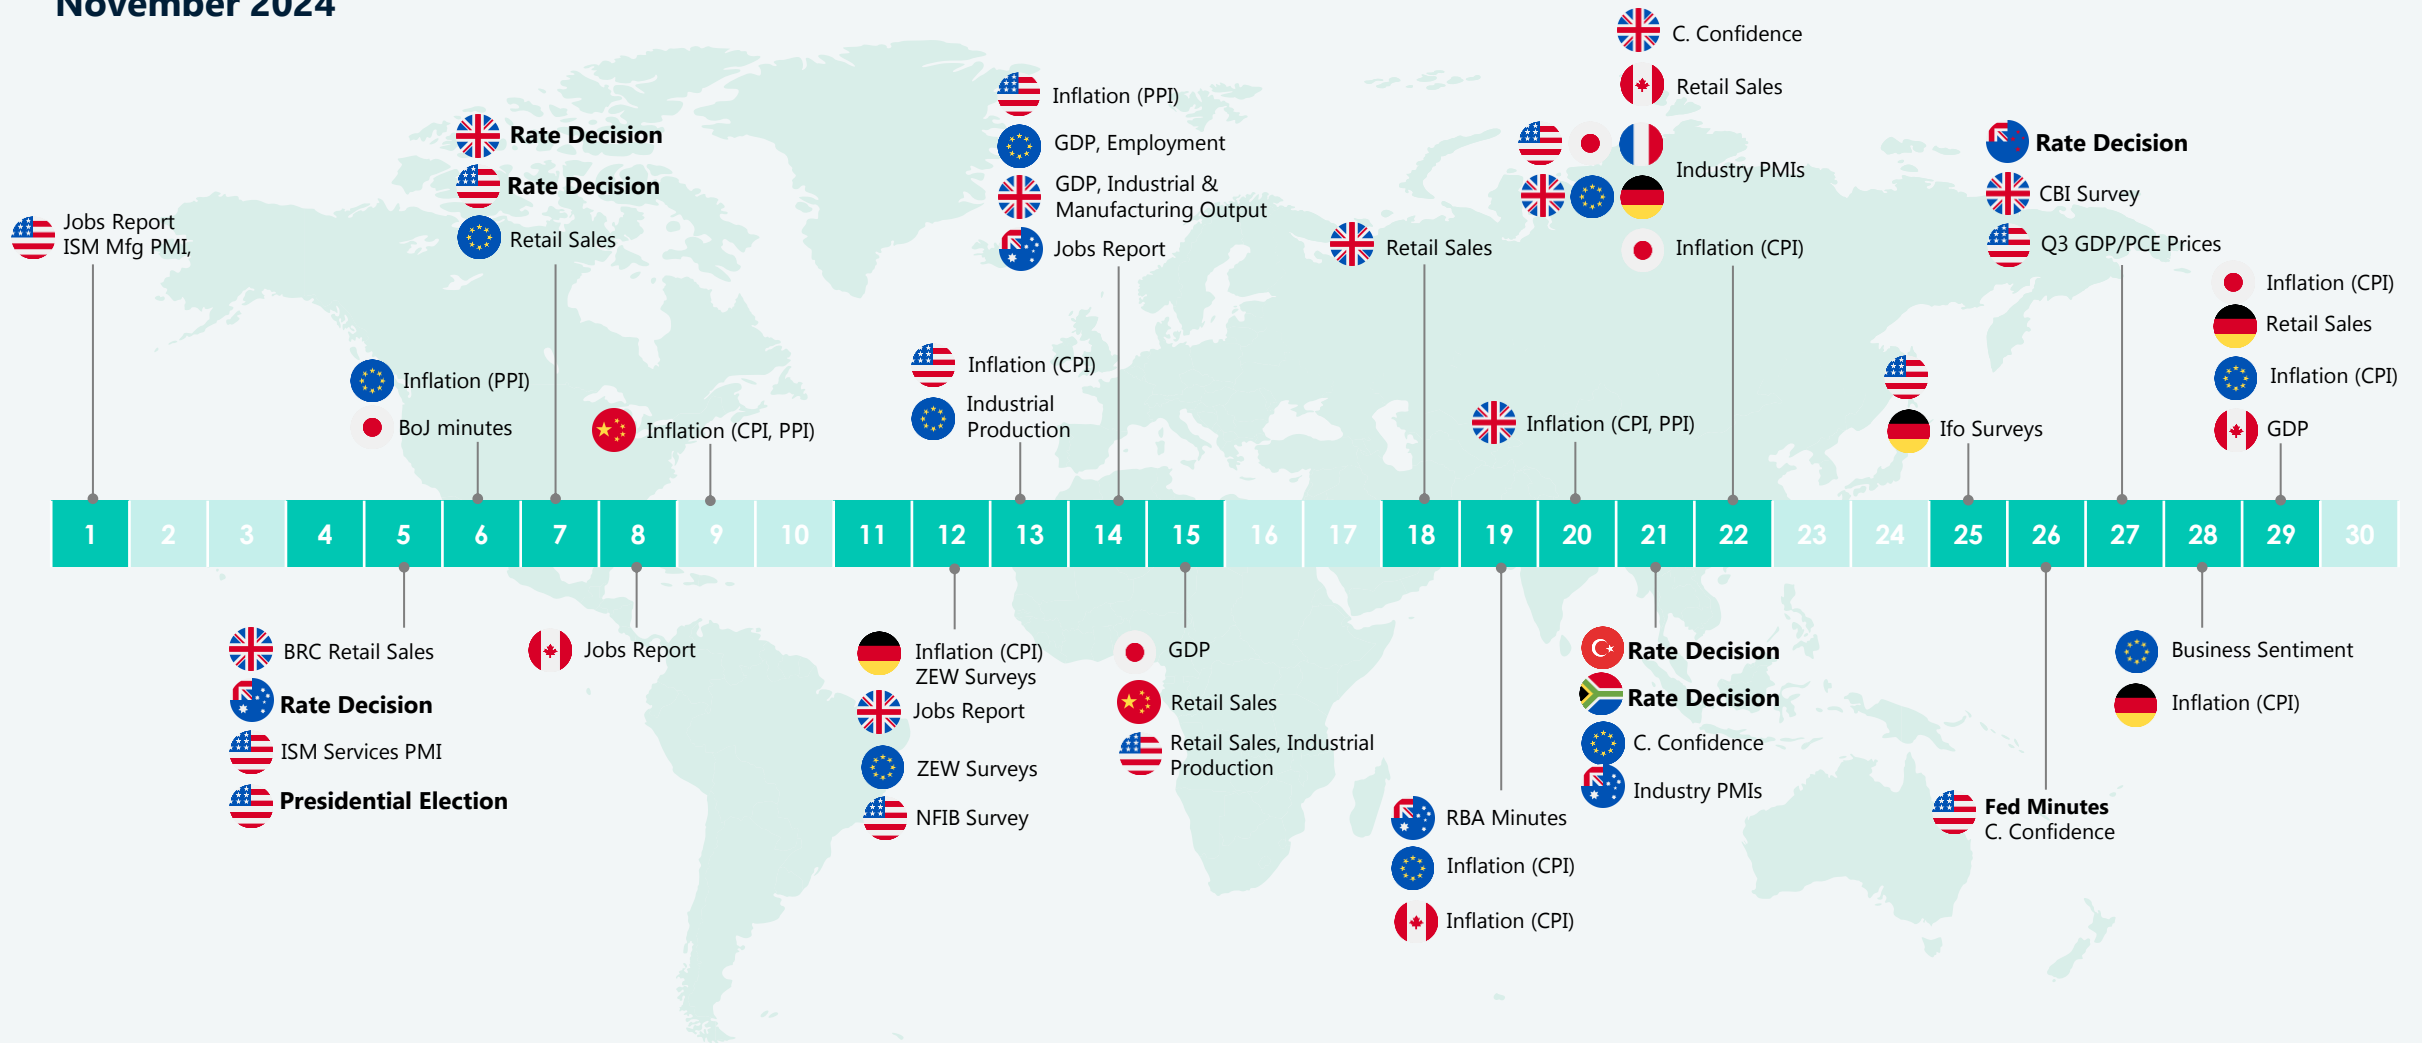 November 2024
C. Confidence
Retail Sales
Inflation (PPI)
GDP, Employment
GDP, Industrial &
Manufacturing Output
Jobs Report
Rate Decision
Rate Decision
Retail Sales
Jobs Report
ISM Mfg PMI,
Industry PMIs
Retail Sales
Inflation (CPI)
Rate Decision
CBI Survey
Q3 GDP/PCE Prices
Inflation (CPI)
Retail Sales
Inflation (CPI)
GDP
Inflation (PPI)
BoJ minutes
Inflation (CPI, PPI)
Inflation (CPI)
Industrial
Production
Inflation (CPI, PPI)
Ifo Surveys
1 2 3 4 5 6 7 8 9 10 11 12 13 14 15 16 17 18 19 20 21 22 23 24 25 26 27 28 29 30
BRC Retail Sales
Rate Decision
ISM Services PMI
Presidential Election
Jobs Report
Inflation (CPI)
ZEW Surveys
Jobs Report
ZEW Surveys
NFIB Survey
GDP
Retail Sales
Retail Sales, Industrial
Production
RBA Minutes
Inflation (CPI)
Inflation (CPI)
Rate Decision
Rate Decision
C. Confidence
Industry PMIs
Fed Minutes
C. Confidence
Business Sentiment
Inflation (CPI)